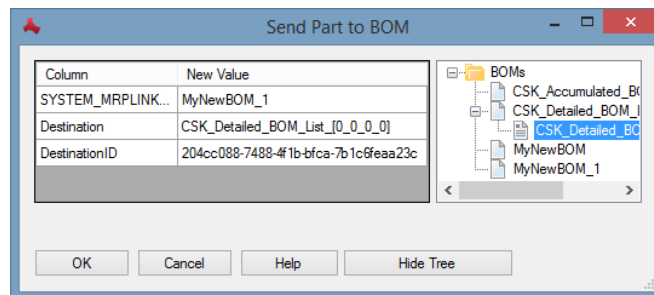 Send Part to BOM
Column New Value
SYSTEM_MRPLINK... MyNewBOM_1
Destination CSK_Detailed_BOM_List_[0_0_0_0]
DestinationID 204cc088-7488-4f1b-bfca-7b1c6feaa23c
BOMs
CSK_Accumulated_B
CSK_Detailed_BOM_
CSK_Detailed_BO
MyNewBOM
MyNewBOM_1
OK Cancel Help Hide Tree